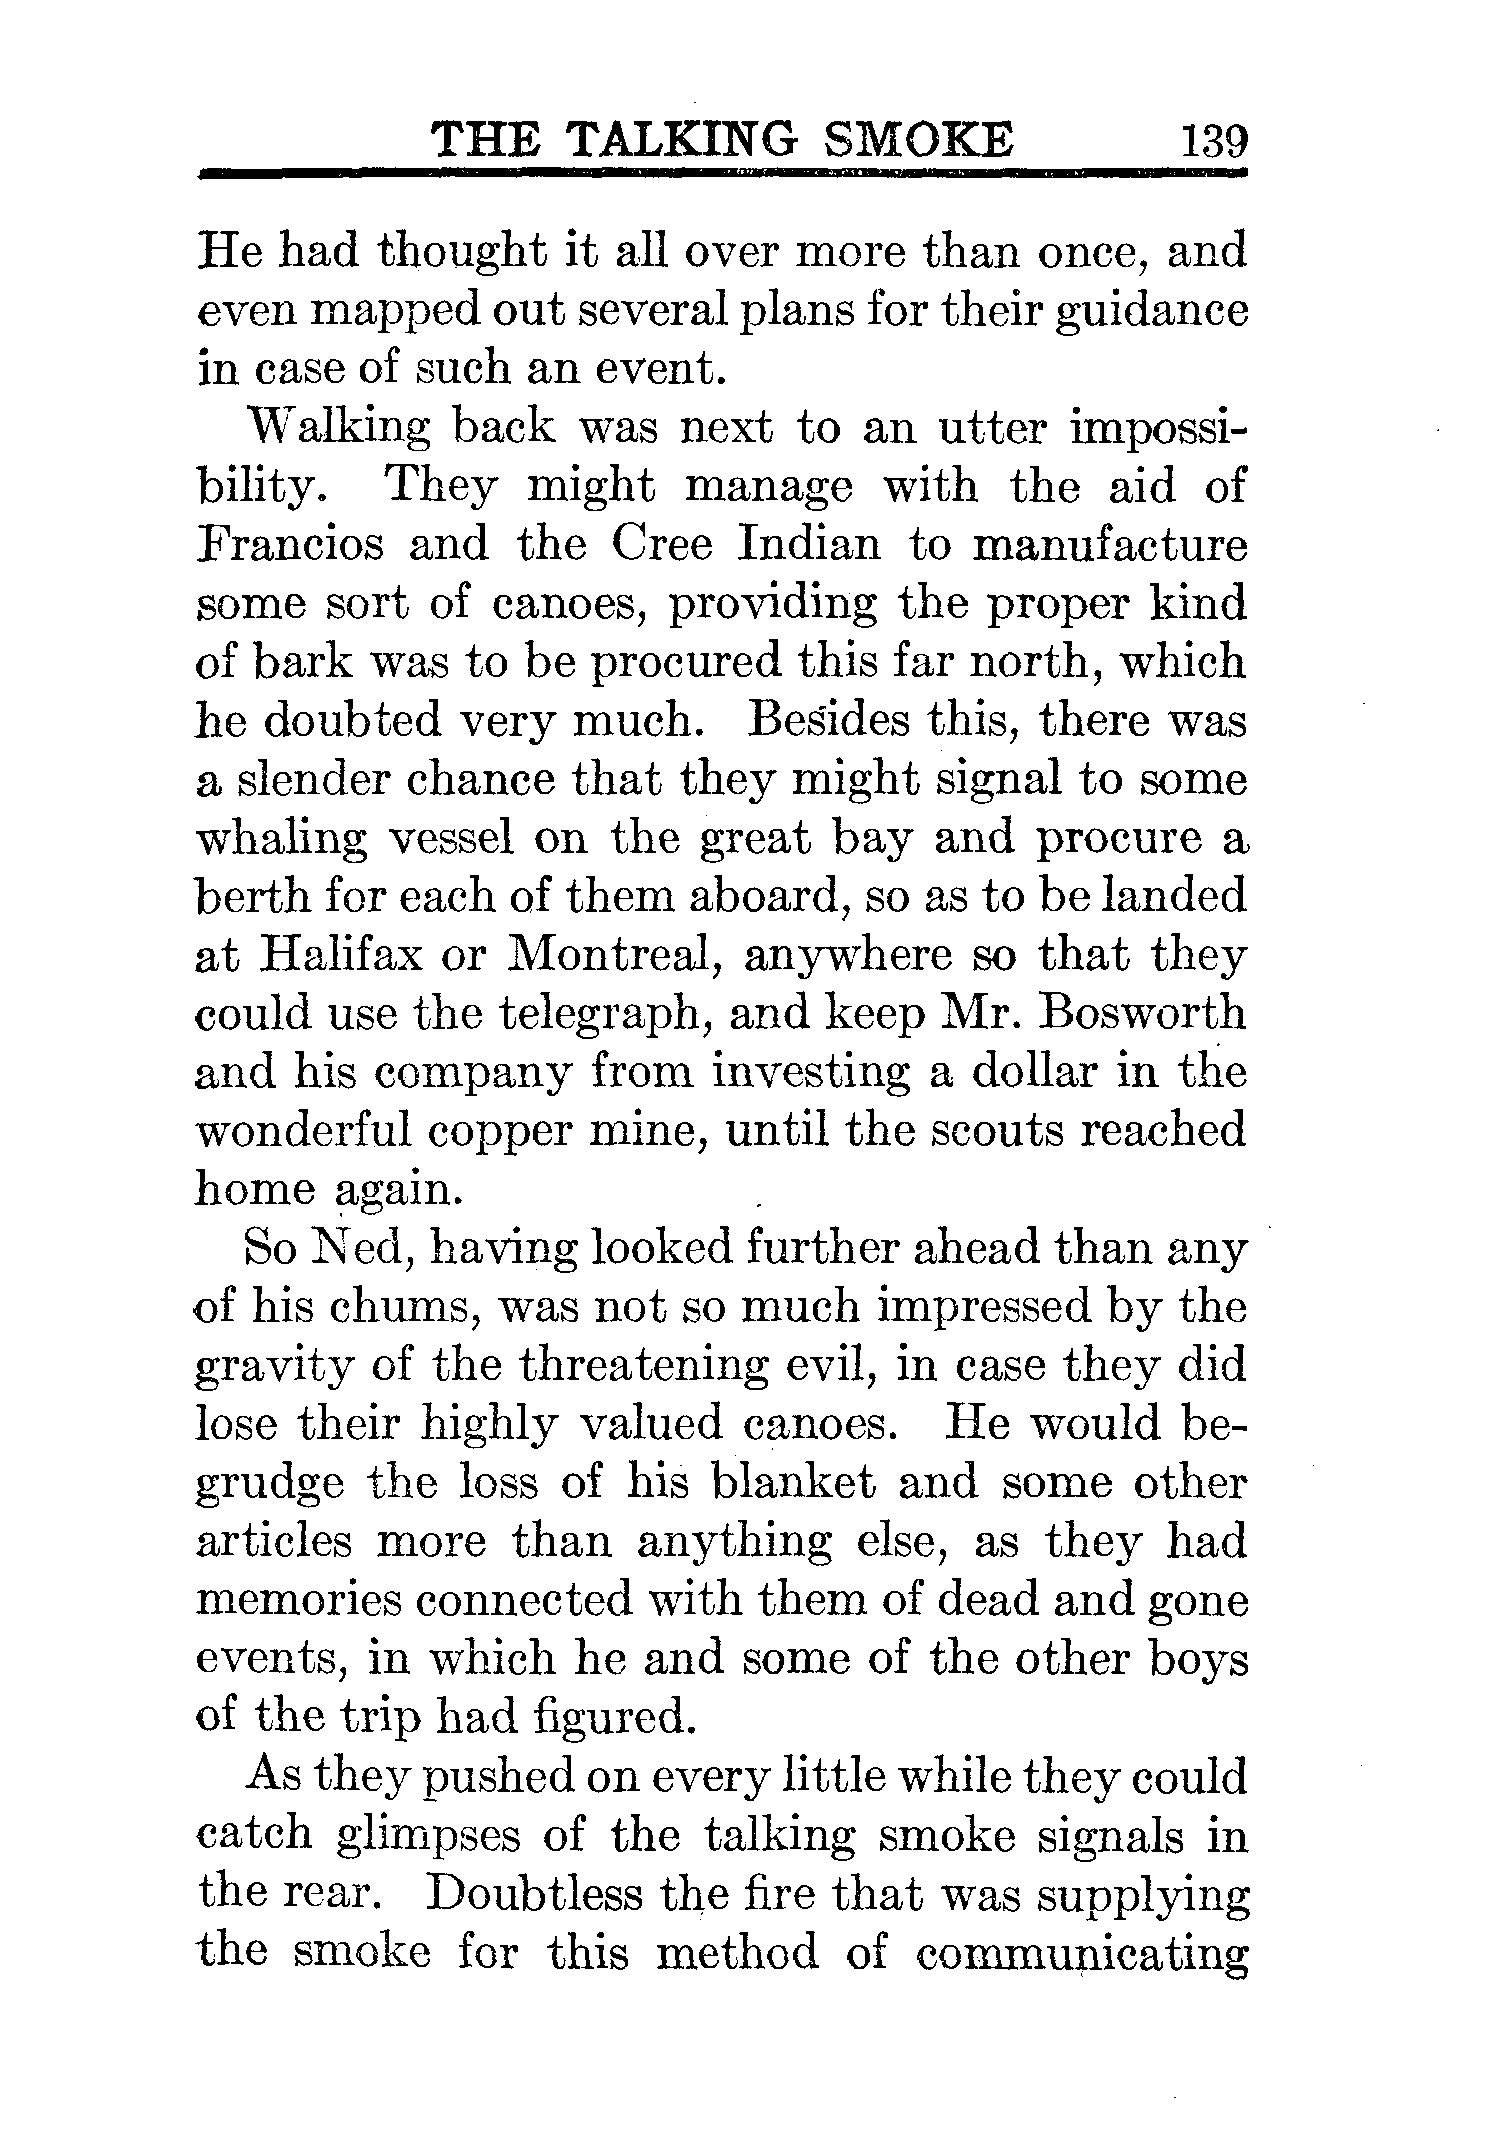 THE TALKING SMOKE 139
He had thought it all over more than once, and
even mapped out several plans for their guidance
in case of such an event.
Walking back was next to an utter impossi-
bility. They might manage with the aid of
Francios and the Cree Indian to manufacture
some sort of canoes, providing the proper kind
of bark was to be procured this far north, which
he doubted very much. Besides this, there was
a slender chance that they might signal to some
whaling vessel on the great bay and procure a
berth for each of them aboard, so as to be landed
at Halifax or Montreal, anywhere so that they
could use the telegraph, and keep Mr. Bosworth
and his company from investing a dollar in the
wonderful copper mine, until the scouts reached
home again.
So Ned, having looked further ahead than any
of his chums, was not so much impressed by the
gravity of the threatening evil, in case they did
lose their highly valued canoes. He would be-
grudge the loss of his blanket and some other
articles more than anything else, as they had
memories connected with them of dead and gone
events, in which he and some of the other boys
of the trip had figured.
As they pushed on every little while they could
catch glimpses of the talking smoke signals in
the rear. Doubtless the fire that was supplying
the smoke for this method of communicating